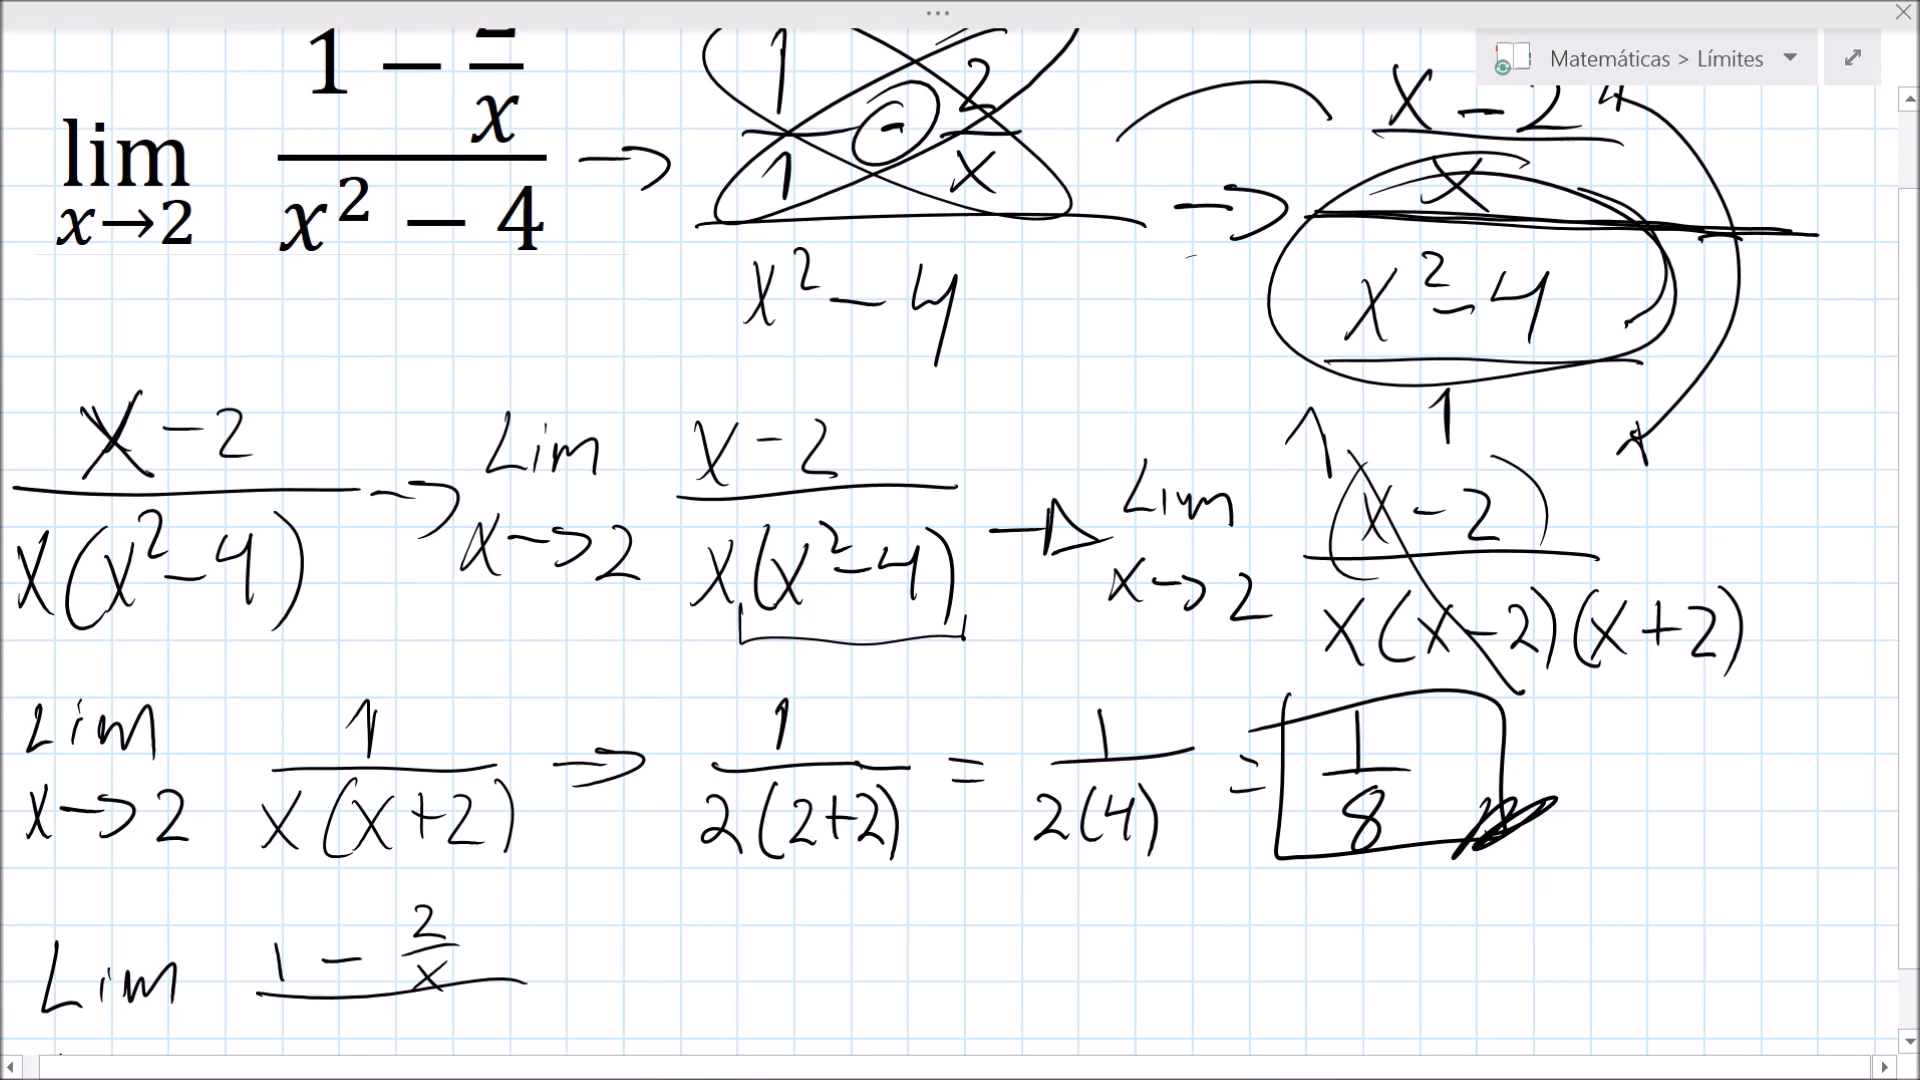 Matemáticas > Límites
lim x→2 (1 − 2/x)/(x² − 4) → (1/1 − 2/x)/(x² − 4) → ((x − 2)/x)/((x² − 4)/1)
(x − 2)/(x(x² − 4)) → Lim x→2 (x − 2)/(x(x² − 4)) → Lim x→2 1 (x − 2)/(x(x − 2)(x + 2))
Lim x→2 1/(x(x + 2)) → 1/(2(2+2)) = 1/(2(4)) = 1/8
Lim 1 − 2/x